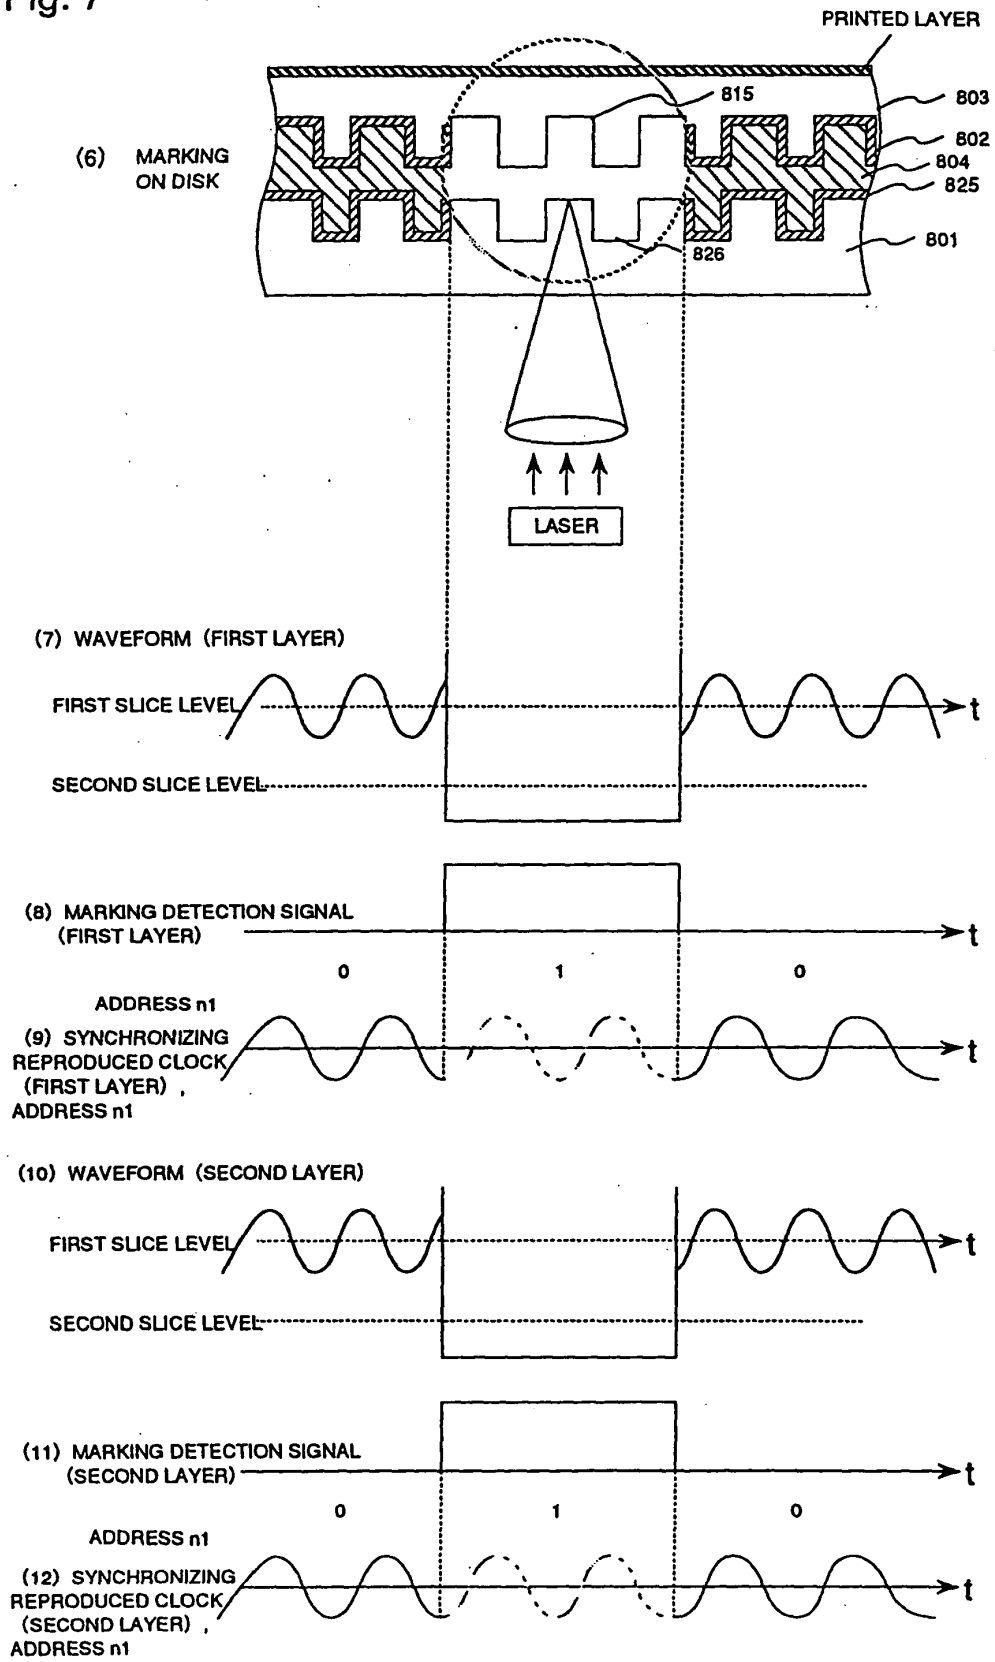 Fig. 7
PRINTED LAYER
815
803
802
804
825
(6) MARKING
ON DISK
801
826
LASER
(7) WAVEFORM (FIRST LAYER)
FIRST SLICE LEVEL
t
SECOND SLICE LEVEL
(8) MARKING DETECTION SIGNAL
(FIRST LAYER)
t
0 1 0
ADDRESS n1
(9) SYNCHRONIZING
REPRODUCED CLOCK
(FIRST LAYER),
ADDRESS n1
t
(10) WAVEFORM (SECOND LAYER)
FIRST SLICE LEVEL
t
SECOND SLICE LEVEL
(11) MARKING DETECTION SIGNAL
(SECOND LAYER)
t
0 1 0
ADDRESS n1
(12) SYNCHRONIZING
REPRODUCED CLOCK
(SECOND LAYER),
ADDRESS n1
t